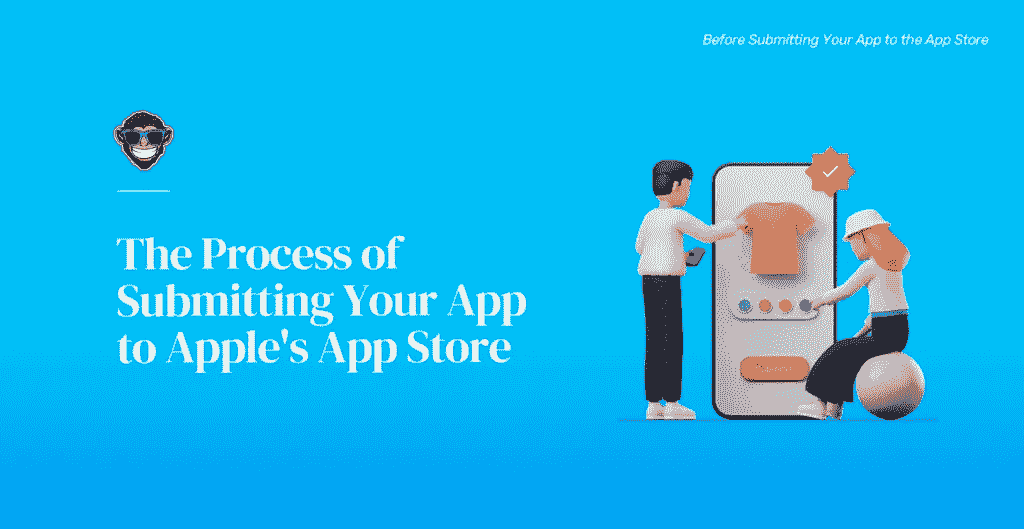 Before Submitting Your App to the App Store
The Process of
Submitting Your App
to Apple's App Store